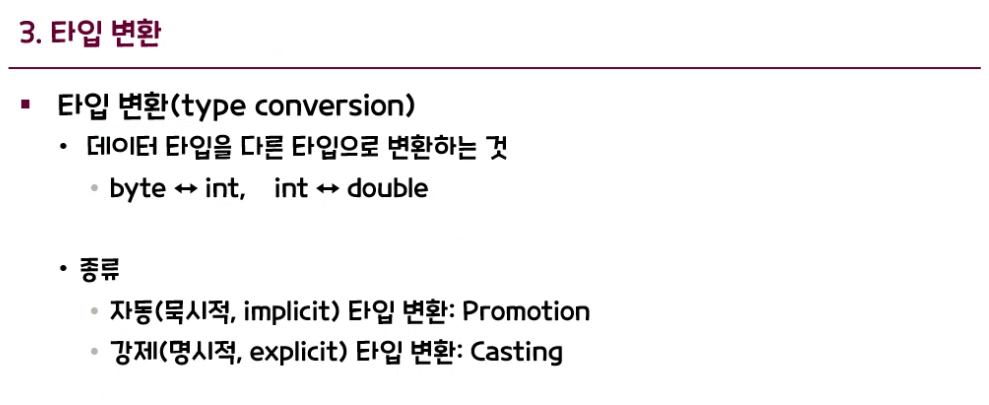 3. 타입 변환
▪ 타입 변환(type conversion)
• 데이터 타입을 다른 타입으로 변환하는 것
• byte ↔ int, int ↔ double
• 종류
• 자동(묵시적, implicit) 타입 변환: Promotion
• 강제(명시적, explicit) 타입 변환: Casting